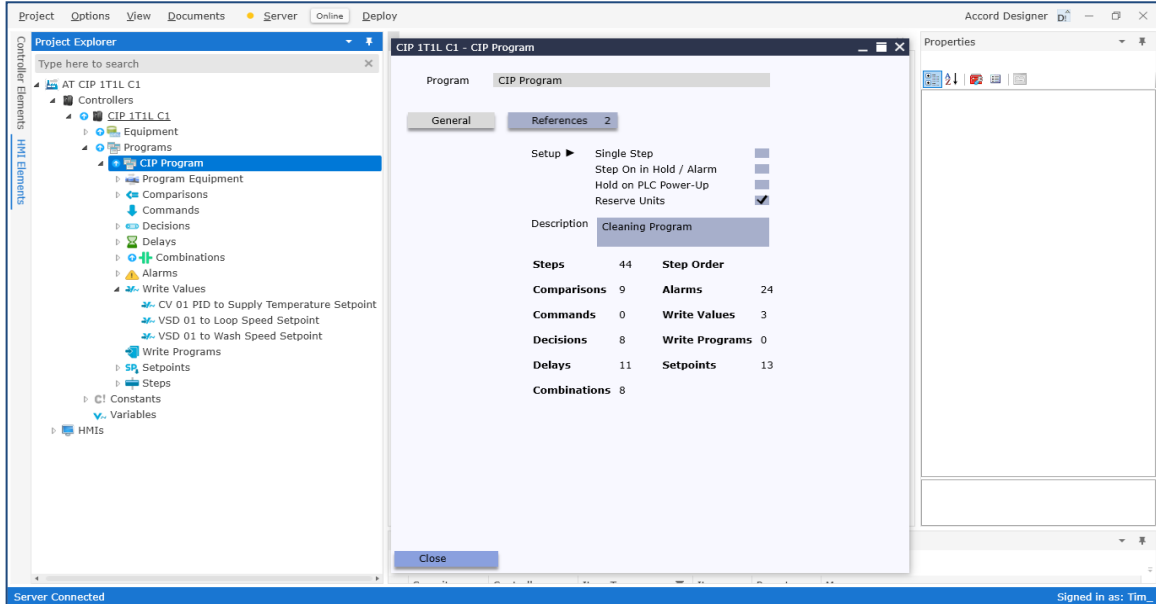 Project Options View Documents Server Online Deploy Accord Designer D!
Controller Elements
HMI Elements
Project Explorer
Type here to search
AT CIP 1T1L C1
Controllers
CIP 1T1L C1
Equipment
Programs
CIP Program
Program Equipment
Comparisons
Commands
Decisions
Delays
Combinations
Alarms
Write Values
CV 01 PID to Supply Temperature Setpoint
VSD 01 to Loop Speed Setpoint
VSD 01 to Wash Speed Setpoint
Write Programs
SP Setpoints
Steps
C! Constants
Variables
HMIs
CIP 1T1L C1 - CIP Program
Program CIP Program
General References 2
Setup ▶ Single Step
Step On in Hold / Alarm
Hold on PLC Power-Up
Reserve Units
Description Cleaning Program
Steps 44 Step Order
Comparisons 9 Alarms 24
Commands 0 Write Values 3
Decisions 8 Write Programs 0
Delays 11 Setpoints 13
Combinations 8
Close
Properties
Server Connected Signed in as: Tim_